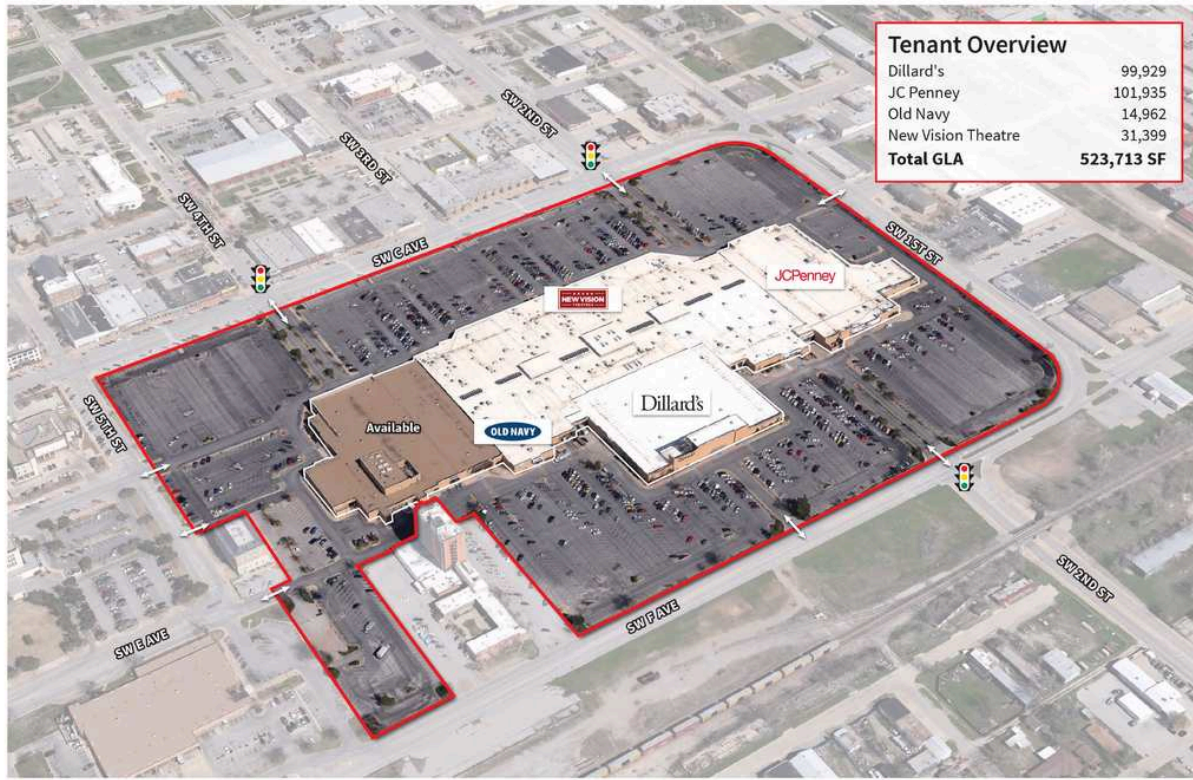 Tenant Overview
Dillard's 99,929
JC Penney 101,935
Old Navy 14,962
New Vision Theatre 31,399
Total GLA 523,713 SF
SW 2ND ST
SW 3RD ST
SW 4TH ST
SW C AVE
SW 1ST ST
JCPenney
NEW VISION
Dillard's
Available
OLD NAVY
SW 5TH ST
SW F AVE
SW 2ND ST
SW E AVE